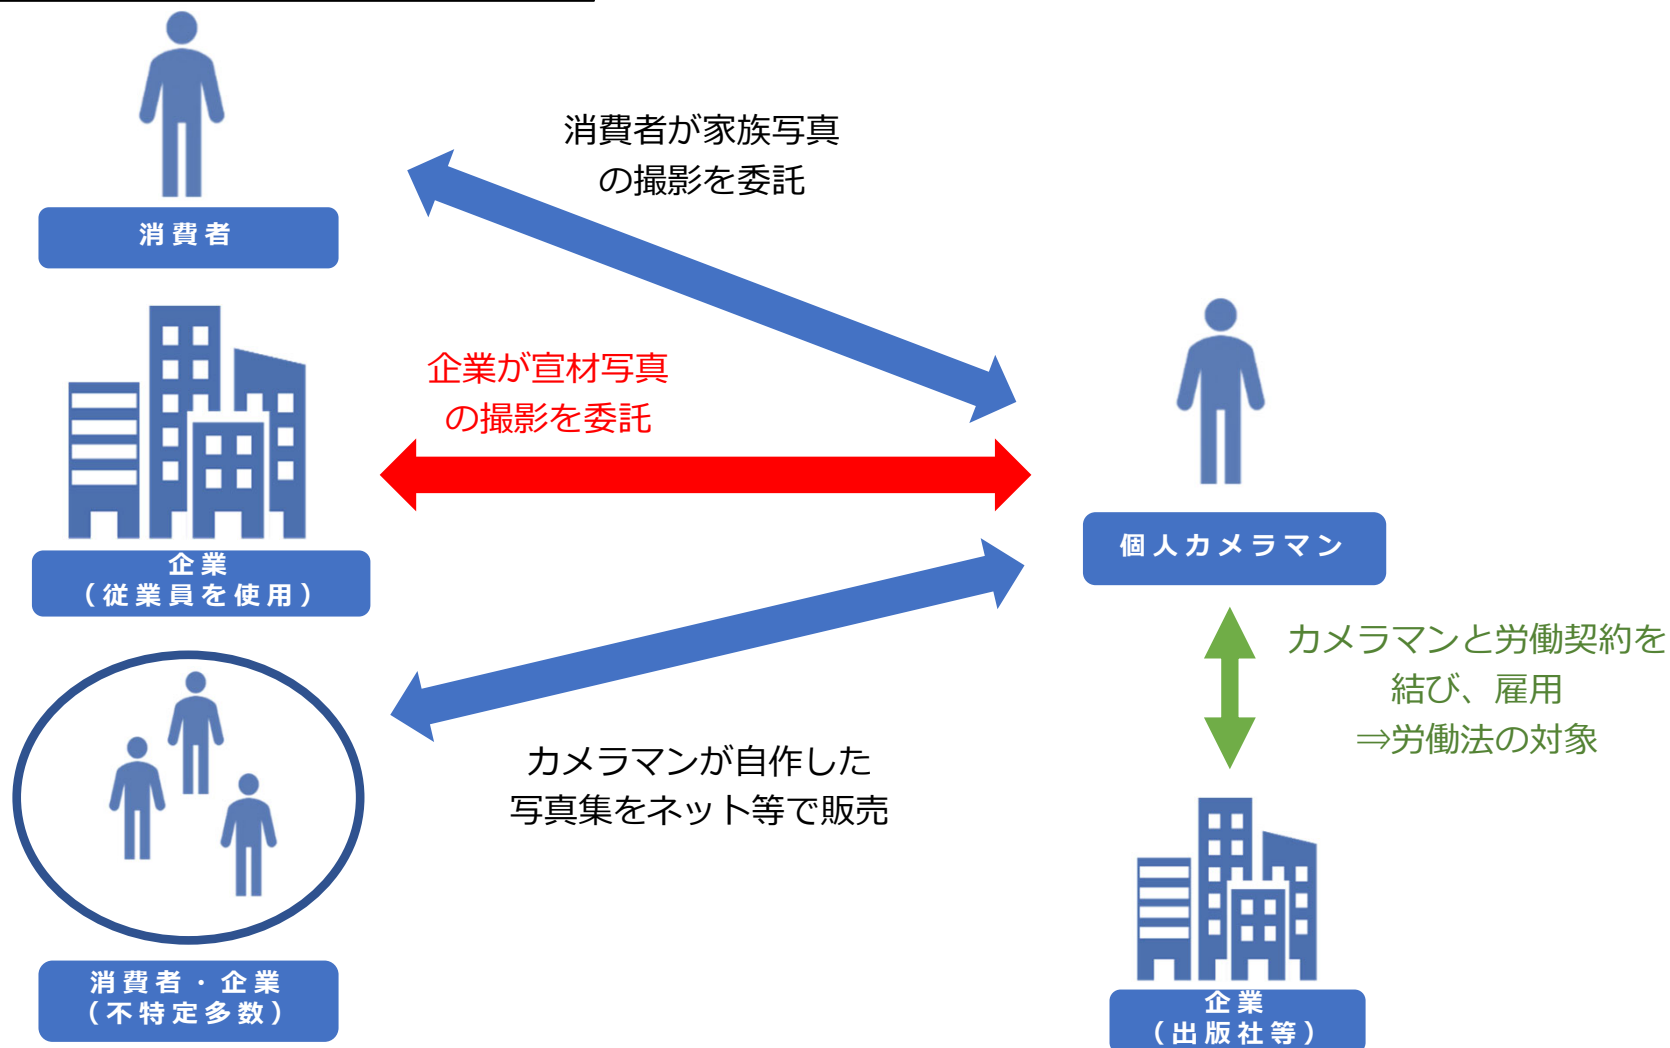 消費者が家族写真
の撮影を委託
消費者
企業が宣材写真
の撮影を委託
企業
（従業員を使用）
個人カメラマン
カメラマンと労働契約を
結び、雇用
⇒労働法の対象
カメラマンが自作した
写真集をネット等で販売
消費者・企業
（不特定多数）
企業
（出版社等）